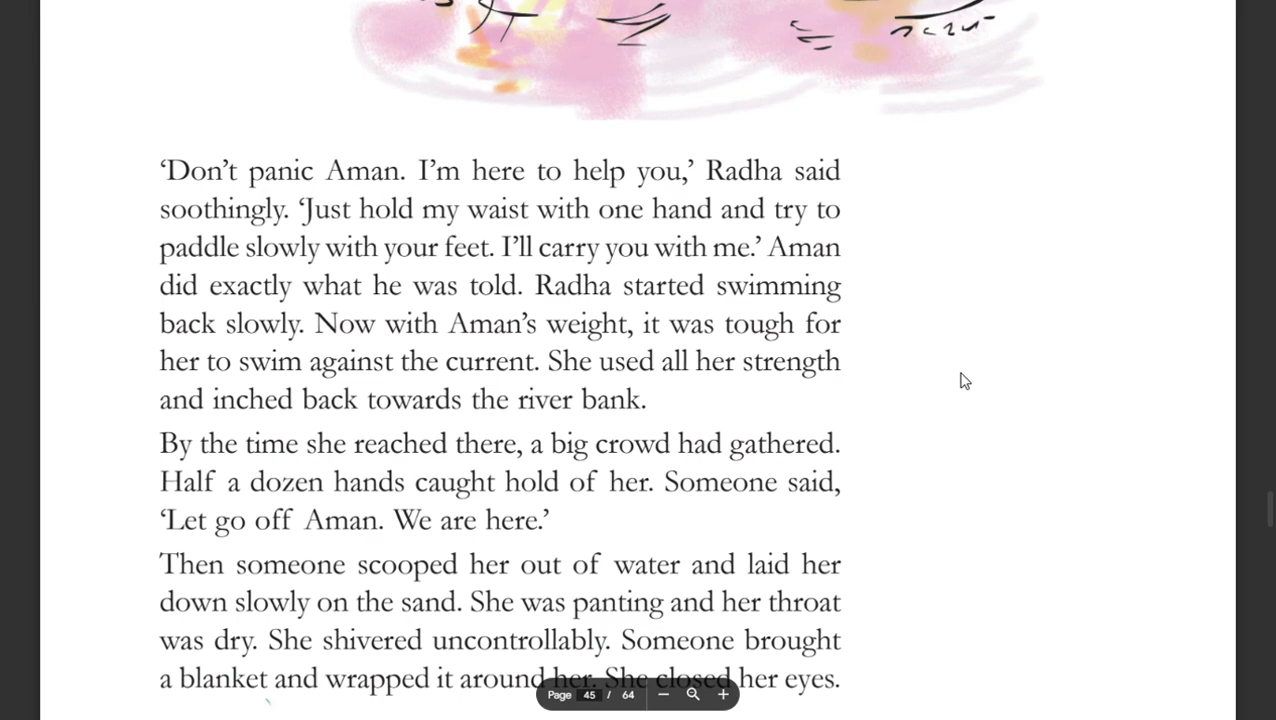 ‘Don’t panic Aman. I’m here to help you,’ Radha said
soothingly. ‘Just hold my waist with one hand and try to
paddle slowly with your feet. I’ll carry you with me.’ Aman
did exactly what he was told. Radha started swimming
back slowly. Now with Aman’s weight, it was tough for
her to swim against the current. She used all her strength
and inched back towards the river bank.
By the time she reached there, a big crowd had gathered.
Half a dozen hands caught hold of her. Someone said,
‘Let go off Aman. We are here.’
Then someone scooped her out of water and laid her
down slowly on the sand. She was panting and her throat
was dry. She shivered uncontrollably. Someone brought
a blanket and wrapped it around her. She closed her eyes.
Page 45 / 64